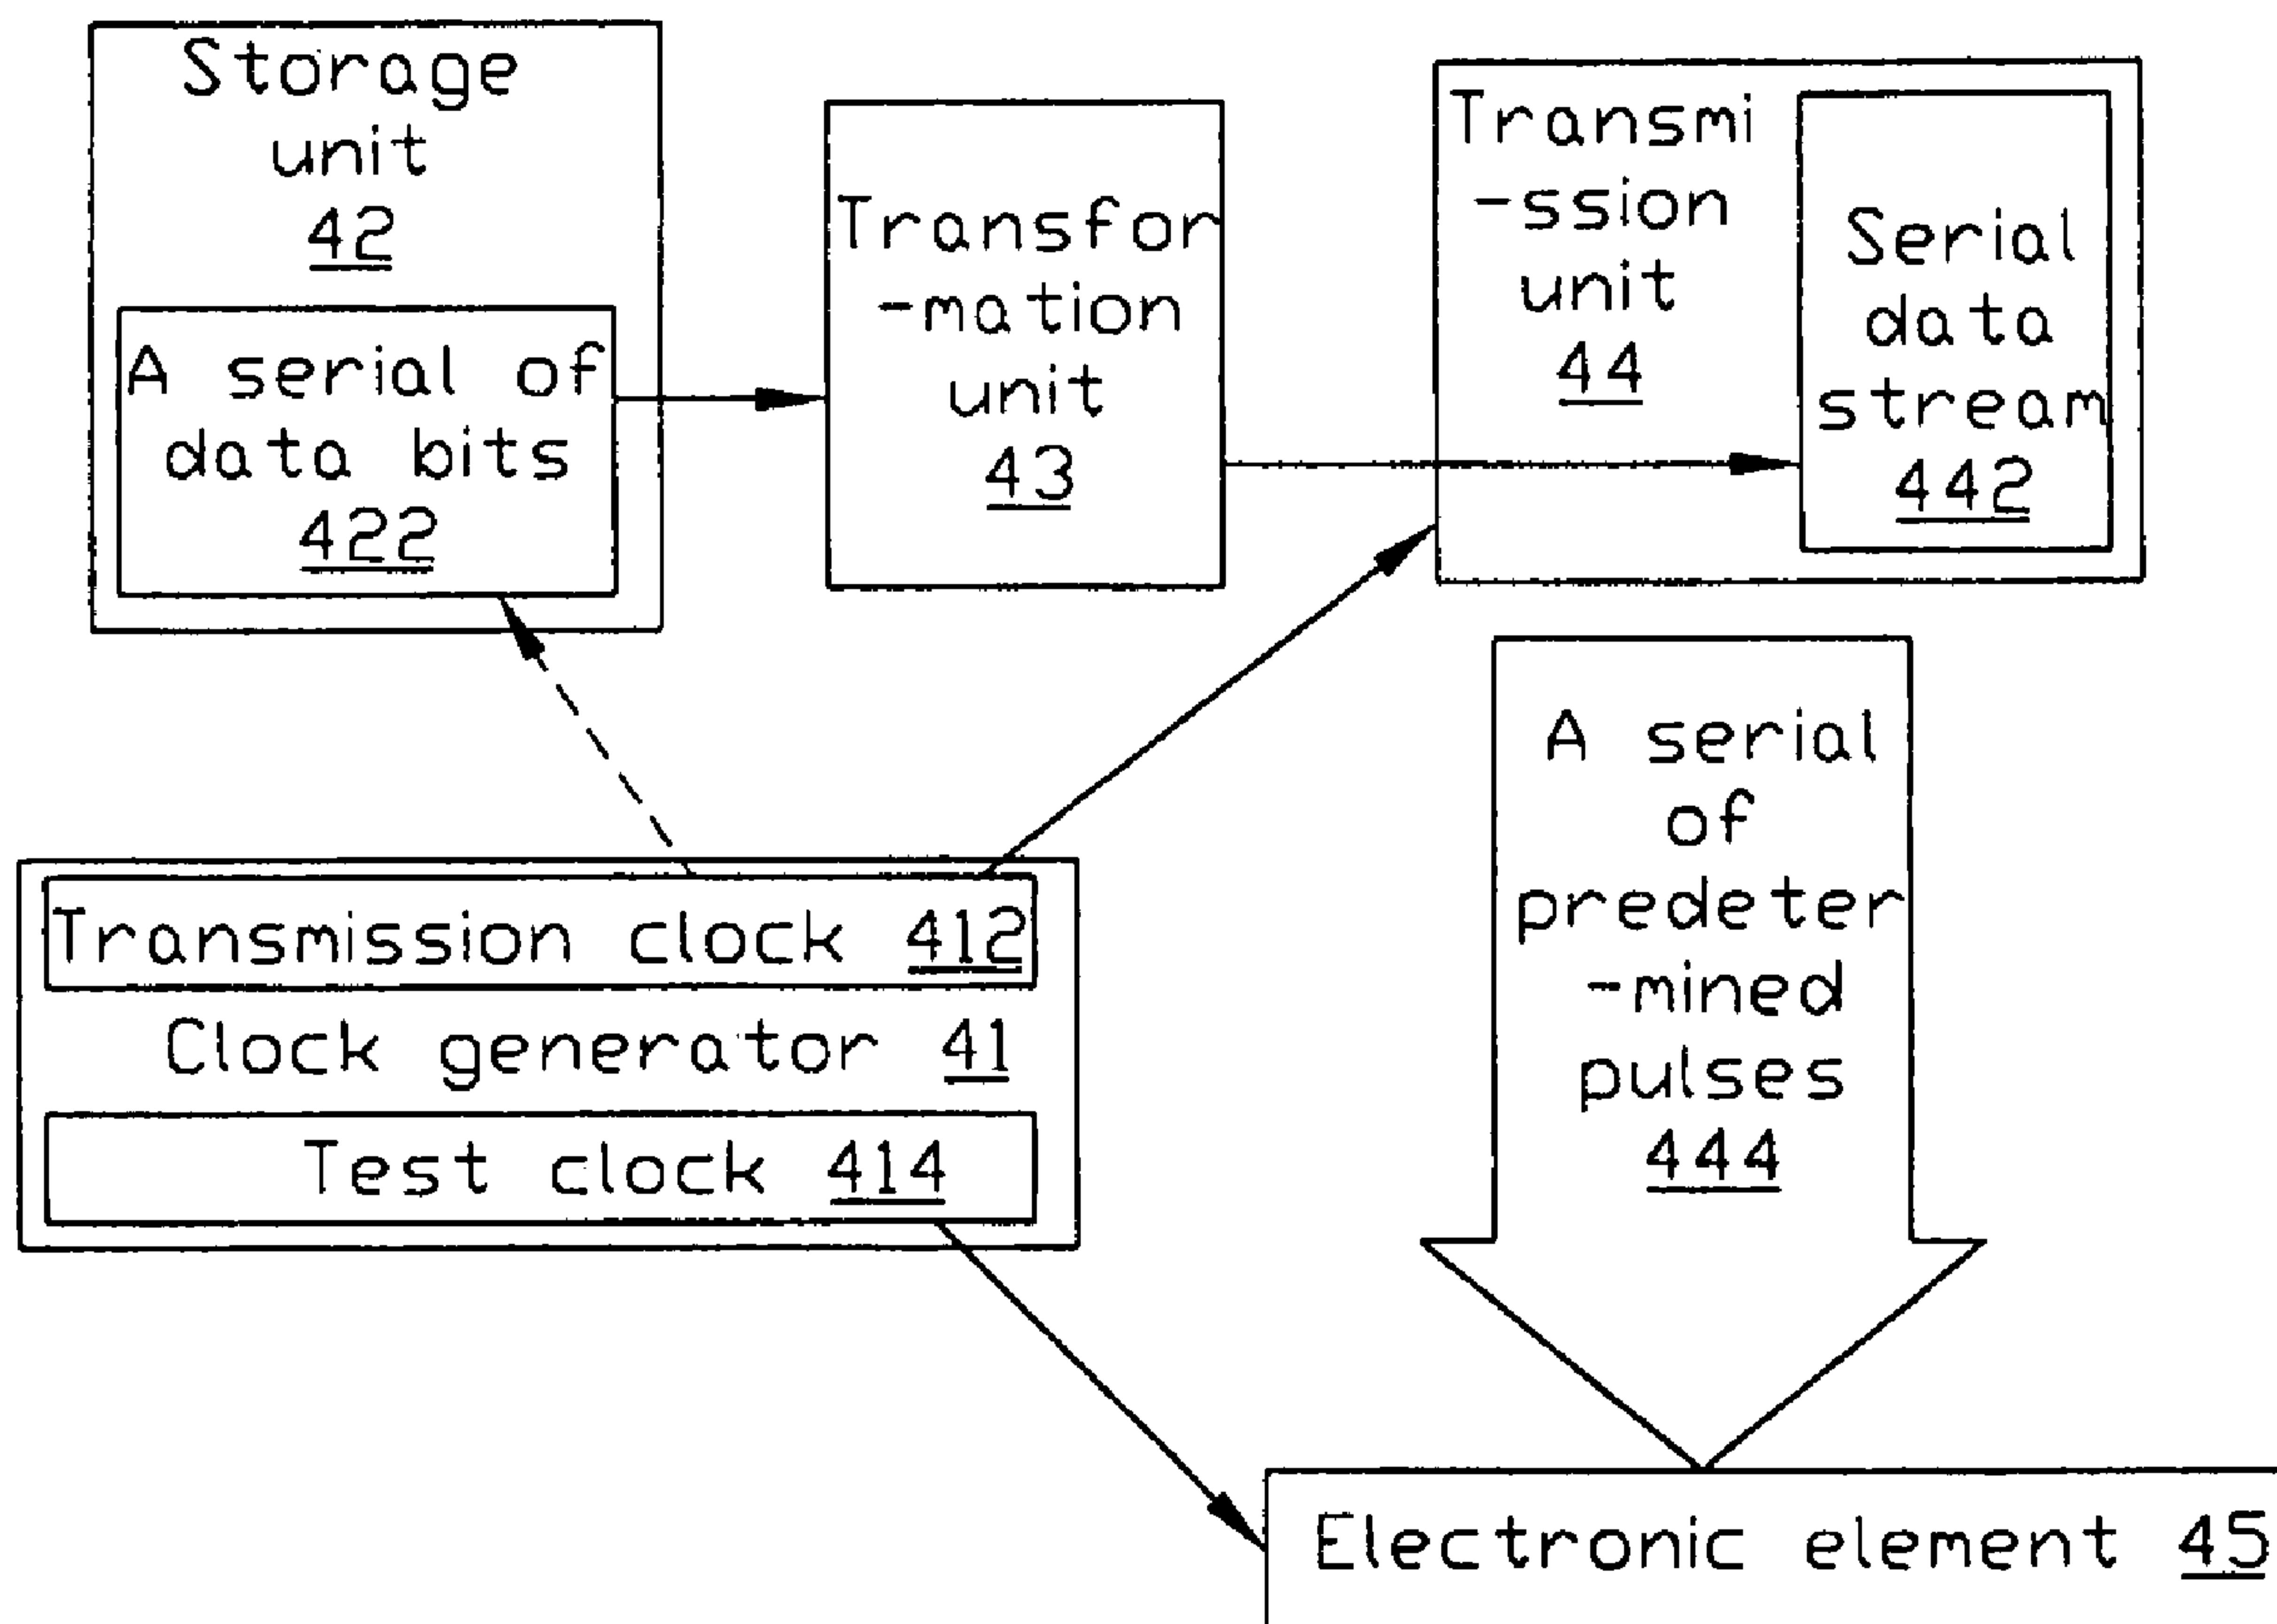 Storage
unit
42
A serial of
data bits
422
Transfor
-mation
unit
43
Transmi
-ssion
unit
44
Serial
data
stream
442
Transmission clock 412
Clock generator 41
Test clock 414
A serial
of
predeter
-mined
pulses
444
Electronic element 45